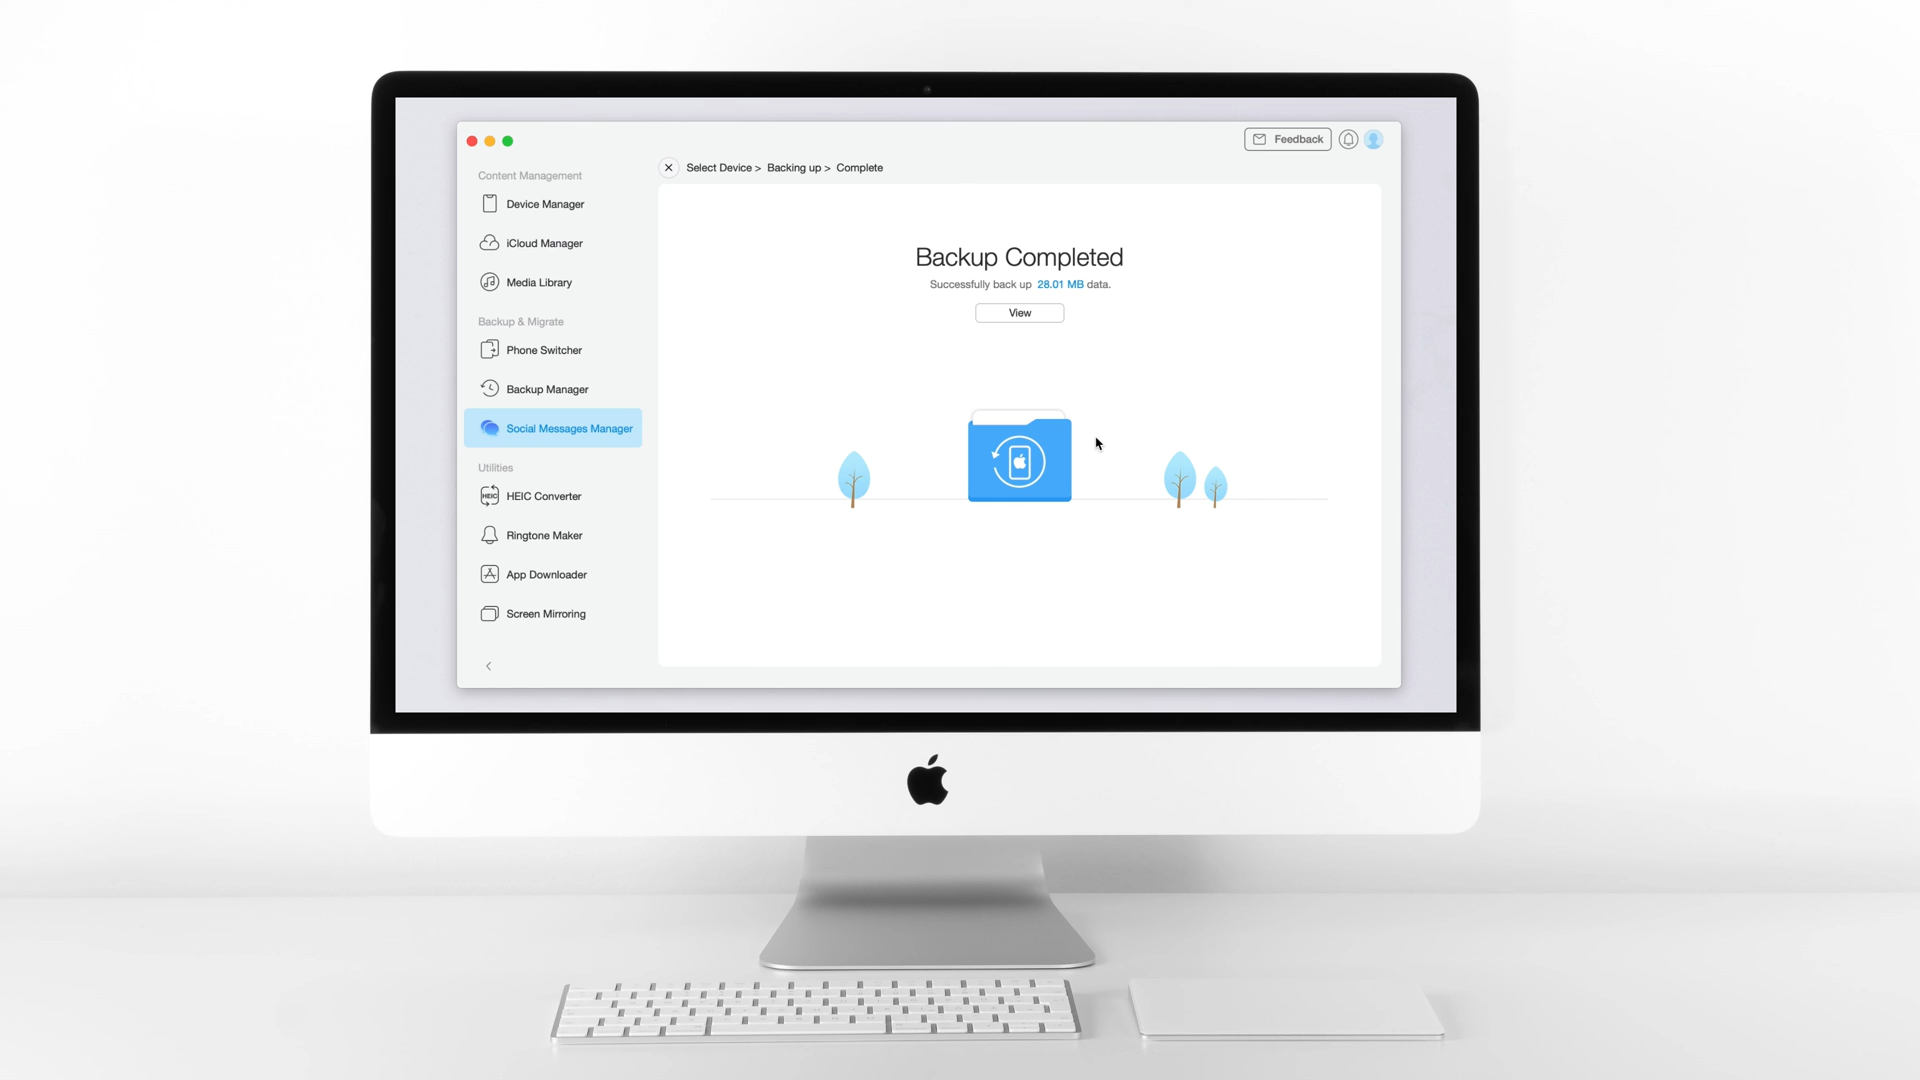 Feedback
Select Device > Backing up > Complete
Content Management
Device Manager
iCloud Manager
Media Library
Backup & Migrate
Phone Switcher
Backup Manager
Social Messages Manager
Utilities
HEIC HEIC Converter
Ringtone Maker
App Downloader
Screen Mirroring
Backup Completed
Successfully back up 28.01 MB data.
View